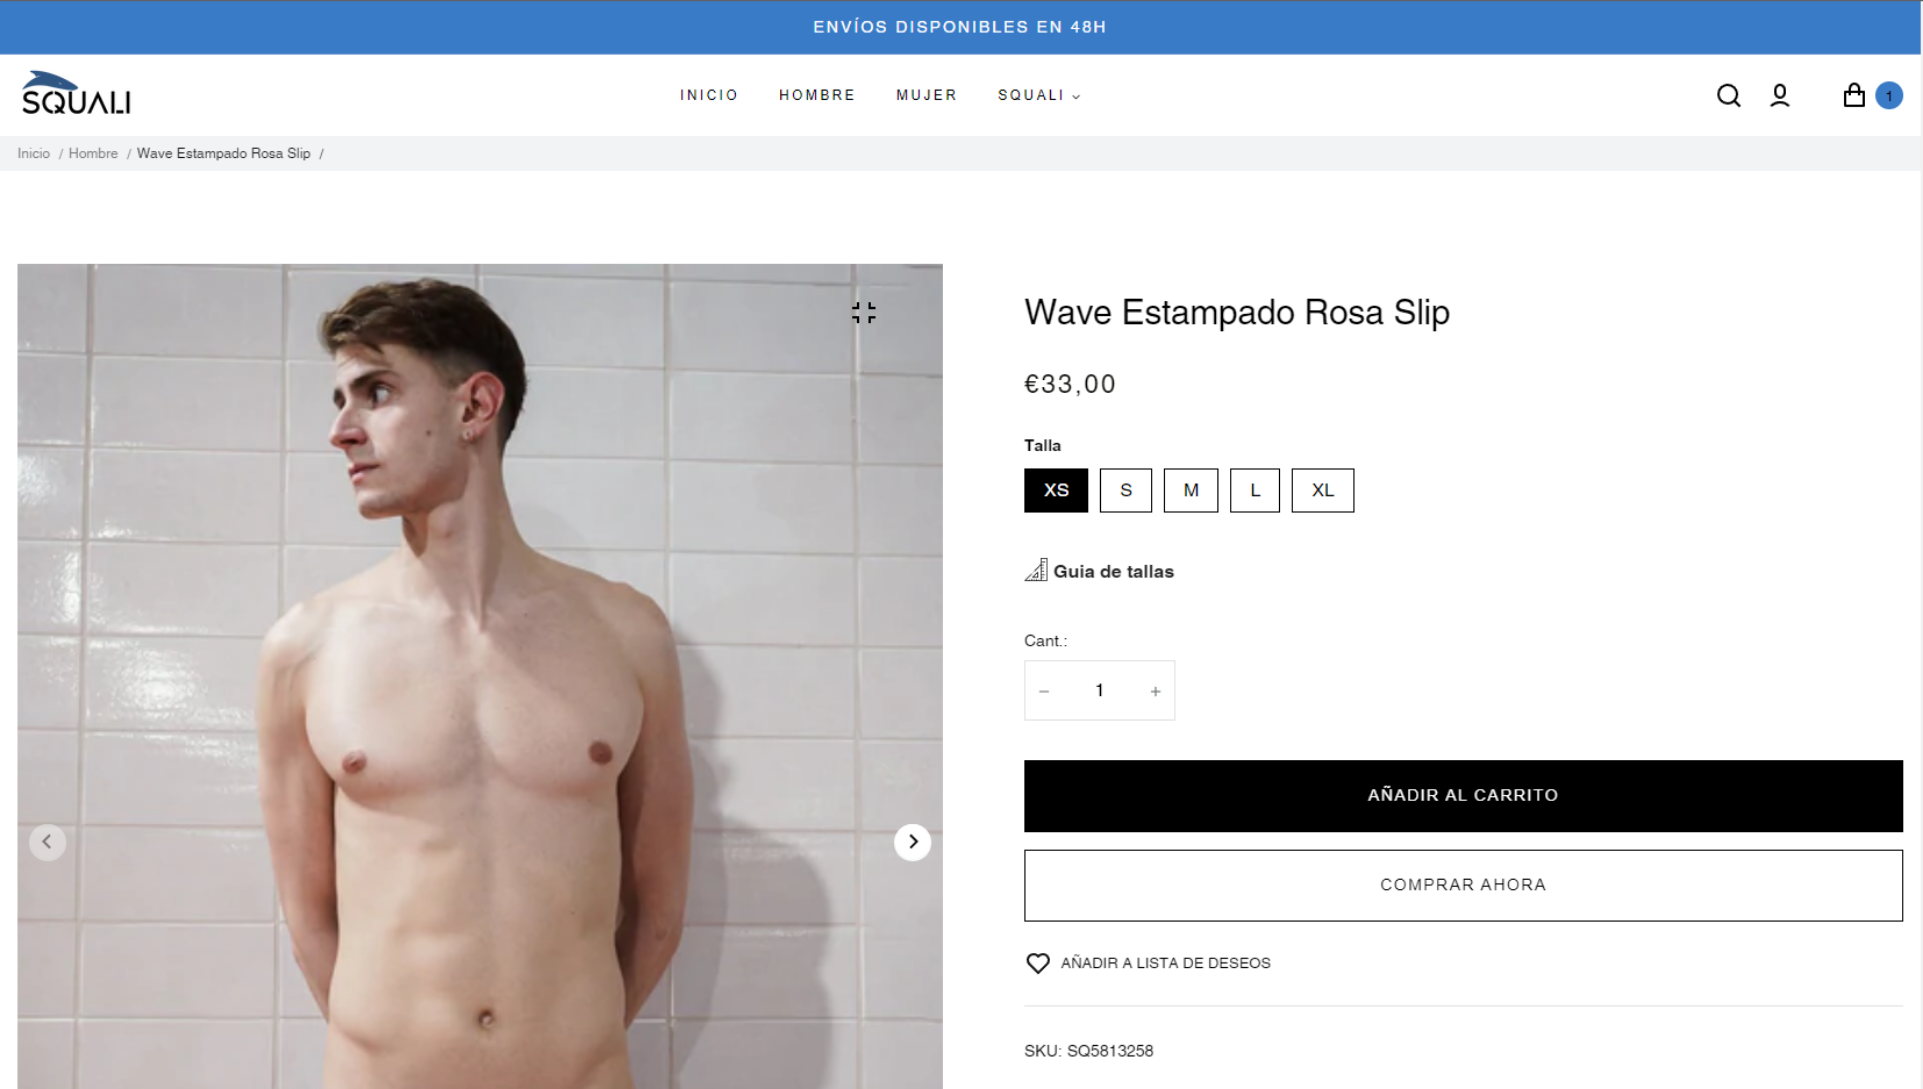 ENVÍOS DISPONIBLES EN 48H
SQUALI
INICIO HOMBRE MUJER SQUALI
1
Inicio / Hombre / Wave Estampado Rosa Slip /
Wave Estampado Rosa Slip
€33,00
Talla
XS S M L XL
Guia de tallas
Cant.:
− 1 +
AÑADIR AL CARRITO
COMPRAR AHORA
AÑADIR A LISTA DE DESEOS
SKU: SQ5813258